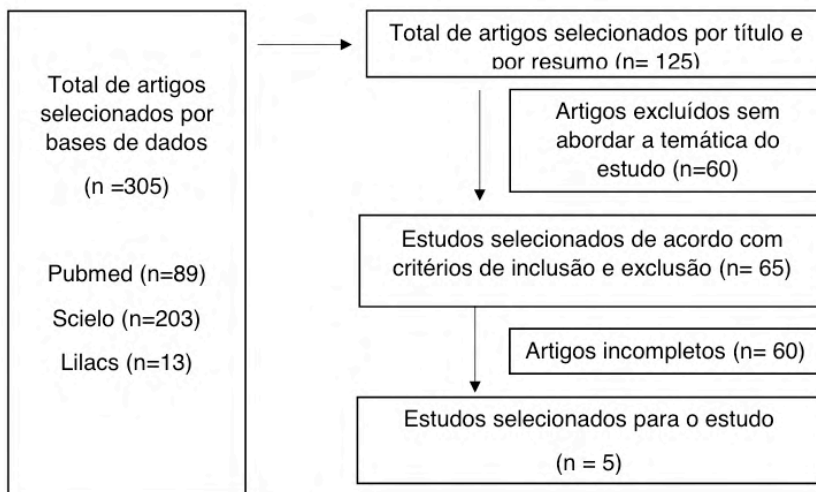 Total de artigos
selecionados por
bases de dados
(n =305)
Pubmed (n=89)
Scielo (n=203)
Lilacs (n=13)
Total de artigos selecionados por título e
por resumo (n= 125)
Artigos excluídos sem
abordar a temática do
estudo (n=60)
Estudos selecionados de acordo com
critérios de inclusão e exclusão (n= 65)
Artigos incompletos (n= 60)
Estudos selecionados para o estudo
(n = 5)